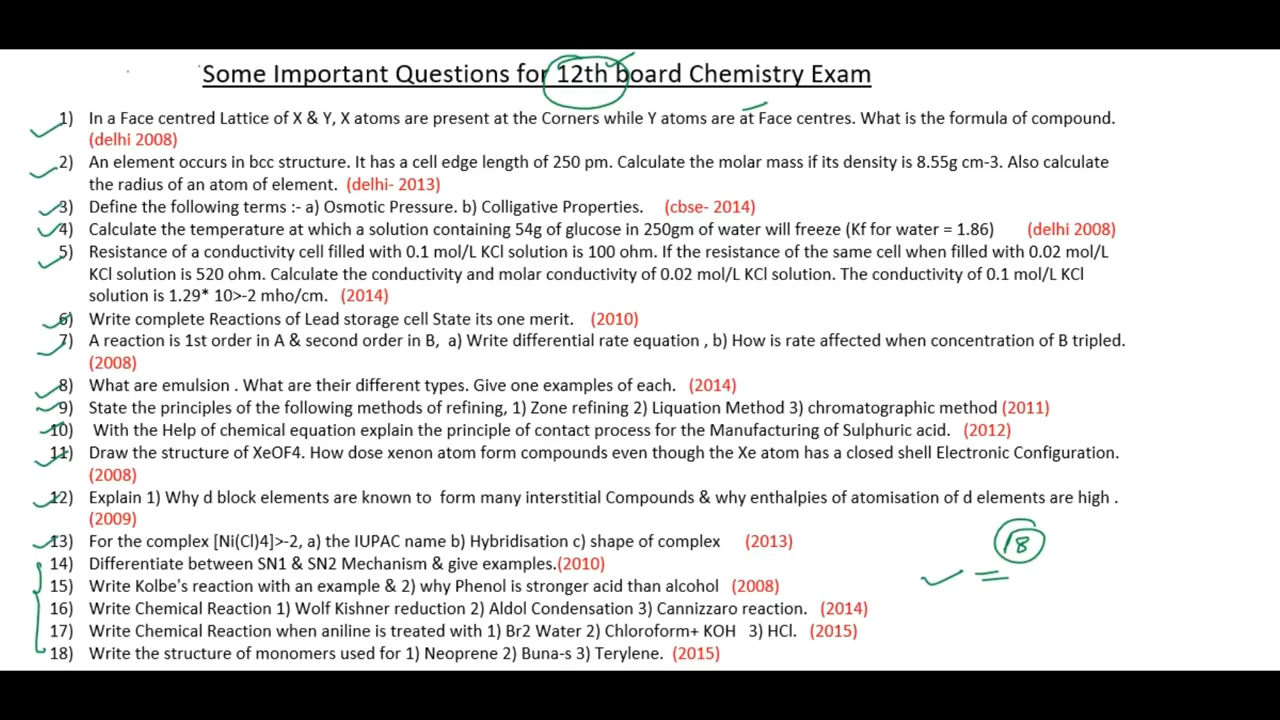 Some Important Questions for 12th board Chemistry Exam
1) In a Face centred Lattice of X & Y, X atoms are present at the Corners while Y atoms are at Face centres. What is the formula of compound.
(delhi 2008)
2) An element occurs in bcc structure. It has a cell edge length of 250 pm. Calculate the molar mass if its density is 8.55g cm-3. Also calculate
the radius of an atom of element. (delhi- 2013)
3) Define the following terms :- a) Osmotic Pressure. b) Colligative Properties. (cbse- 2014)
4) Calculate the temperature at which a solution containing 54g of glucose in 250gm of water will freeze (Kf for water = 1.86) (delhi 2008)
5) Resistance of a conductivity cell filled with 0.1 mol/L KCl solution is 100 ohm. If the resistance of the same cell when filled with 0.02 mol/L
KCl solution is 520 ohm. Calculate the conductivity and molar conductivity of 0.02 mol/L KCl solution. The conductivity of 0.1 mol/L KCl
solution is 1.29* 10>-2 mho/cm. (2014)
6) Write complete Reactions of Lead storage cell State its one merit. (2010)
7) A reaction is 1st order in A & second order in B, a) Write differential rate equation , b) How is rate affected when concentration of B tripled.
(2008)
8) What are emulsion . What are their different types. Give one examples of each. (2014)
9) State the principles of the following methods of refining, 1) Zone refining 2) Liquation Method 3) chromatographic method (2011)
10) With the Help of chemical equation explain the principle of contact process for the Manufacturing of Sulphuric acid. (2012)
11) Draw the structure of XeOF4. How dose xenon atom form compounds even though the Xe atom has a closed shell Electronic Configuration.
(2008)
12) Explain 1) Why d block elements are known to form many interstitial Compounds & why enthalpies of atomisation of d elements are high .
(2009)
13) For the complex [Ni(Cl)4]>-2, a) the IUPAC name b) Hybridisation c) shape of complex (2013)
14) Differentiate between SN1 & SN2 Mechanism & give examples.(2010)
18
15) Write Kolbe's reaction with an example & 2) why Phenol is stronger acid than alcohol (2008)
16) Write Chemical Reaction 1) Wolf Kishner reduction 2) Aldol Condensation 3) Cannizzaro reaction. (2014)
17) Write Chemical Reaction when aniline is treated with 1) Br2 Water 2) Chloroform+ KOH 3) HCl. (2015)
18) Write the structure of monomers used for 1) Neoprene 2) Buna-s 3) Terylene. (2015)